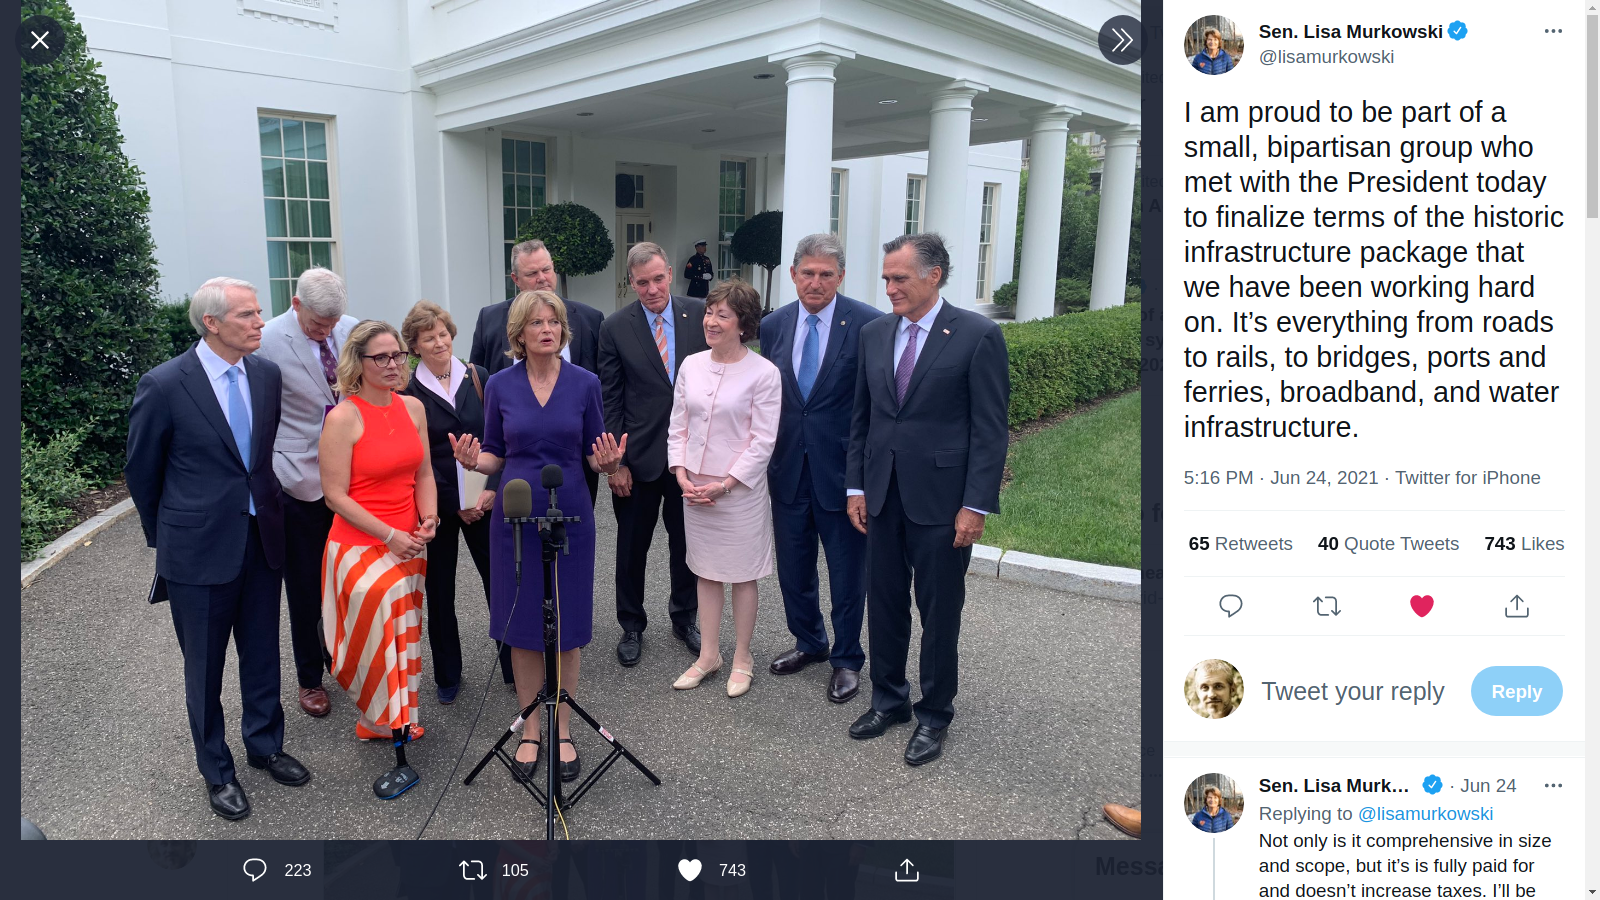 Sen. Lisa Murkowski
@lisamurkowski
I am proud to be part of a
small, bipartisan group who
met with the President today
to finalize terms of the historic
infrastructure package that
we have been working hard
on. It’s everything from roads
to rails, to bridges, ports and
ferries, broadband, and water
infrastructure.
5:16 PM · Jun 24, 2021 · Twitter for iPhone
65 Retweets 40 Quote Tweets 743 Likes
Tweet your reply
Reply
Sen. Lisa Murk... · Jun 24
Replying to @lisamurkowski
Not only is it comprehensive in size
and scope, but it’s is fully paid for
and doesn’t increase taxes. I’ll be
223 105 743